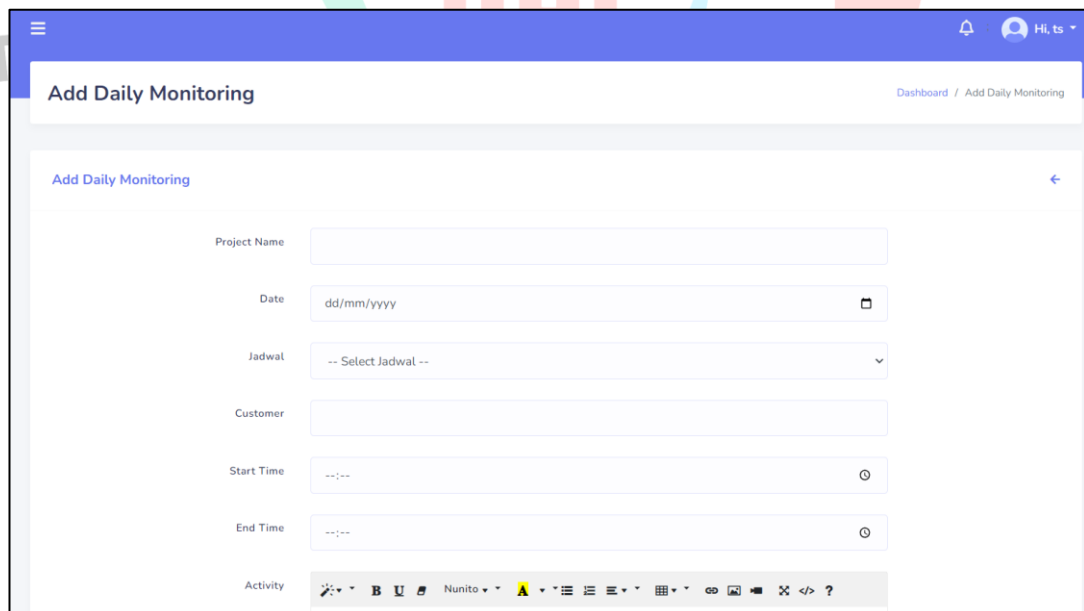 Hi, ts
Add Daily Monitoring
Dashboard / Add Daily Monitoring
Add Daily Monitoring
Project Name
Date
dd/mm/yyyy
Jadwal
-- Select Jadwal --
Customer
Start Time
--:--
End Time
--:--
Activity
B U Nunito A </> ?